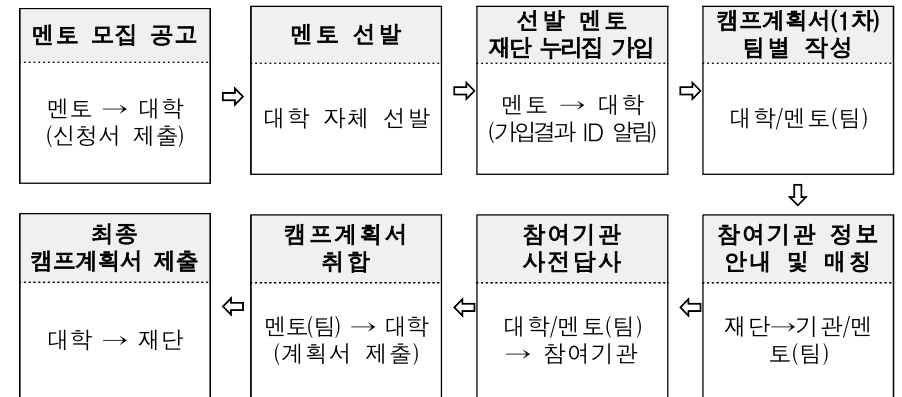 멘토 모집 공고
멘토 → 대학
(신청서 제출)
⇨
멘토 선발
대학 자체 선발
⇨
선발 멘토
재단 누리집 가입
멘토 → 대학
(가입결과 ID 알림)
⇨
캠프계획서(1차)
팀별 작성
대학/멘토(팀)
⇩
참여기관 정보
안내 및 매칭
재단→기관/멘
토(팀)
⇦
참여기관
사전답사
대학/멘토(팀)
→ 참여기관
⇦
캠프계획서
취합
멘토(팀) → 대학
(계획서 제출)
⇦
최종
캠프계획서 제출
대학 → 재단